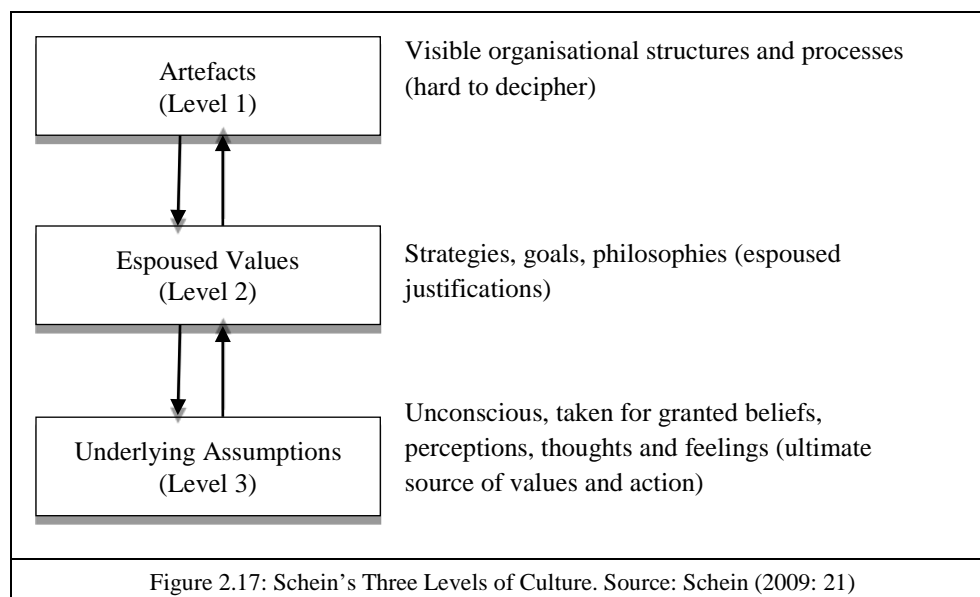 Artefacts
(Level 1)
Visible organisational structures and processes
(hard to decipher)
Espoused Values
(Level 2)
Strategies, goals, philosophies (espoused
justifications)
Underlying Assumptions
(Level 3)
Unconscious, taken for granted beliefs,
perceptions, thoughts and feelings (ultimate
source of values and action)
Figure 2.17: Schein’s Three Levels of Culture. Source: Schein (2009: 21)